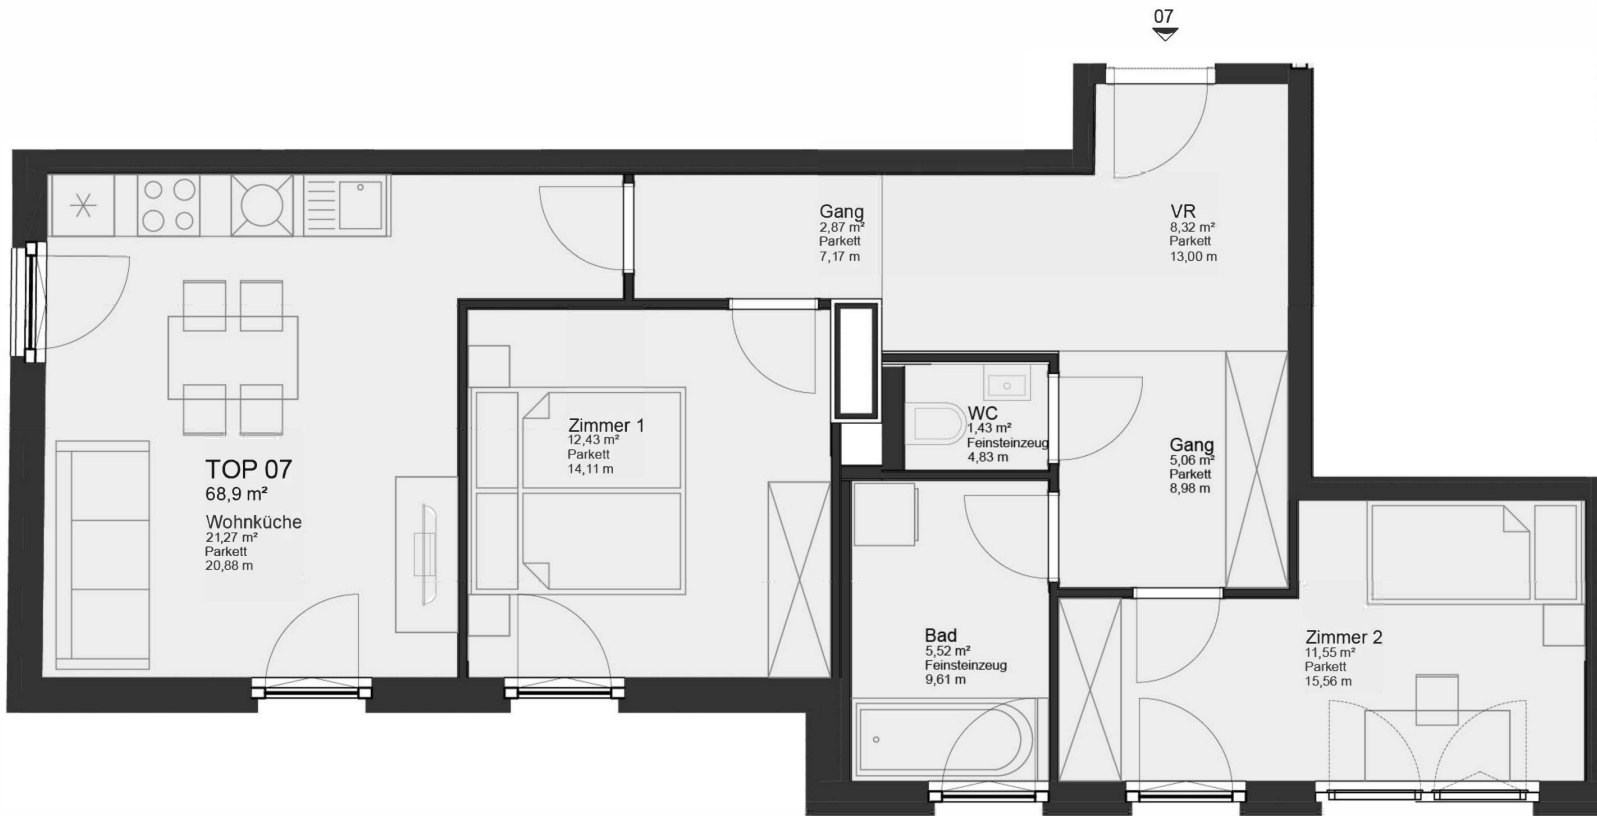 07
Gang
2,87 m²
Parkett
7,17 m
VR
8,32 m²
Parkett
13,00 m
Zimmer 1
12,43 m²
Parkett
14,11 m
WC
1,43 m²
Feinsteinzeug
4,83 m
Gang
5,06 m²
Parkett
8,98 m
TOP 07
68,9 m²
Wohnküche
21,27 m²
Parkett
20,88 m
Bad
5,52 m²
Feinsteinzeug
9,61 m
Zimmer 2
11,55 m²
Parkett
15,56 m